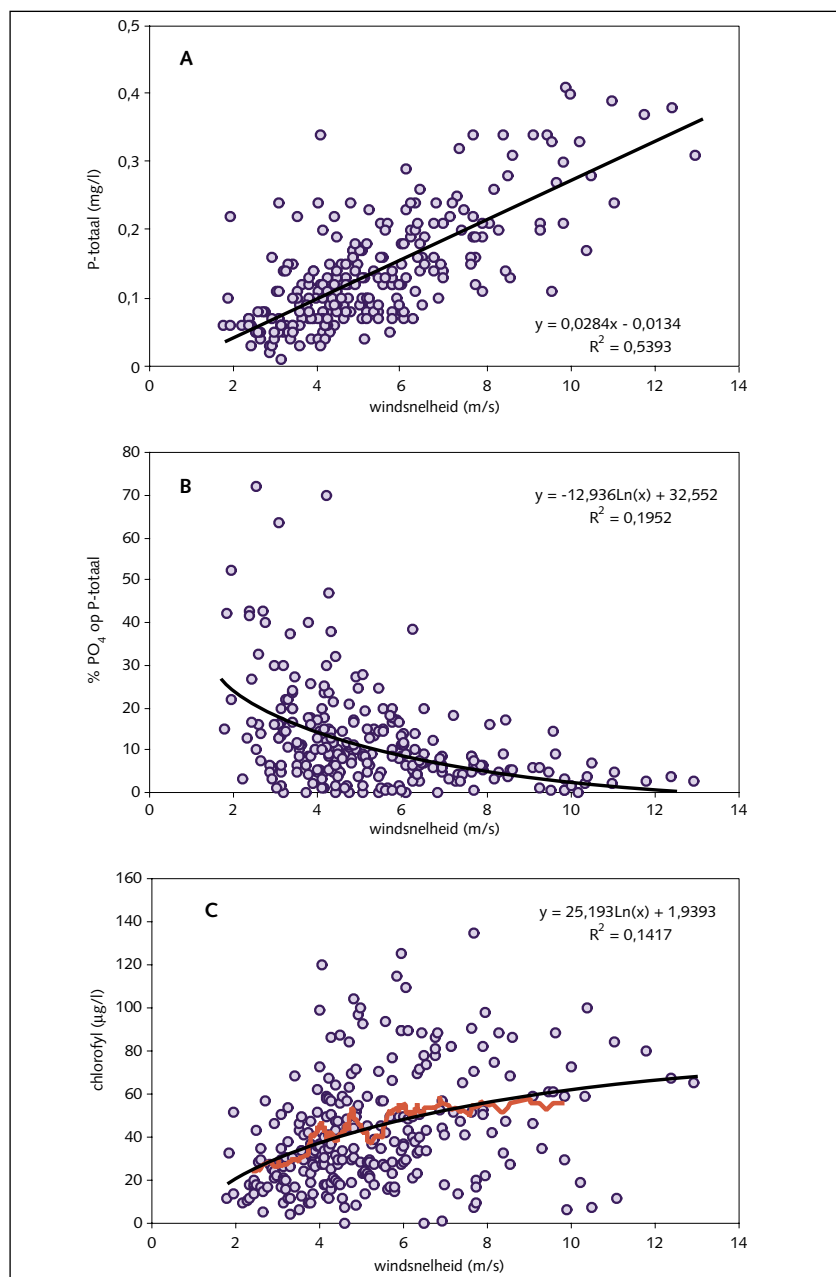 A
P-totaal (mg/l)
0,5
0,4
0,3
0,2
0,1
0
y = 0,0284x - 0,0134
R² = 0,5393
0 2 4 6 8 10 12 14
windsnelheid (m/s)
B
% PO₄ op P-totaal
80
70
60
50
40
30
20
10
0
y = -12,936Ln(x) + 32,552
R² = 0,1952
0 2 4 6 8 10 12 14
windsnelheid (m/s)
C
chlorofyl (µg/l)
160
140
120
100
80
60
40
20
0
y = 25,193Ln(x) + 1,9393
R² = 0,1417
0 2 4 6 8 10 12 14
windsnelheid (m/s)